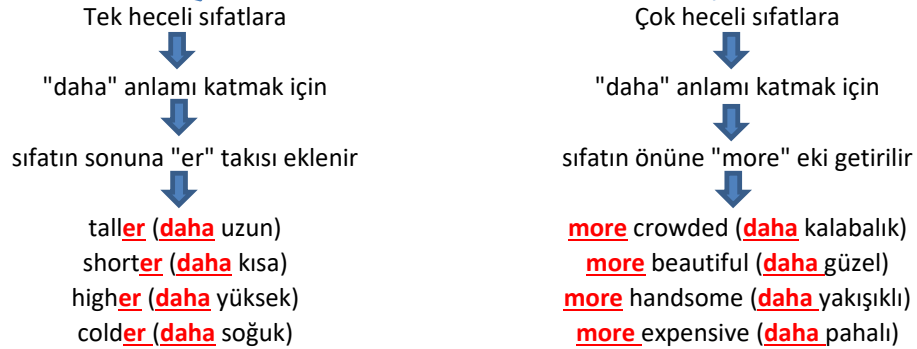 Tek heceli sıfatlara
"daha" anlamı katmak için
sıfatın sonuna "er" takısı eklenir
taller (daha uzun)
shorter (daha kısa)
higher (daha yüksek)
colder (daha soğuk)
Çok heceli sıfatlara
"daha" anlamı katmak için
sıfatın önüne "more" eki getirilir
more crowded (daha kalabalık)
more beautiful (daha güzel)
more handsome (daha yakışıklı)
more expensive (daha pahalı)